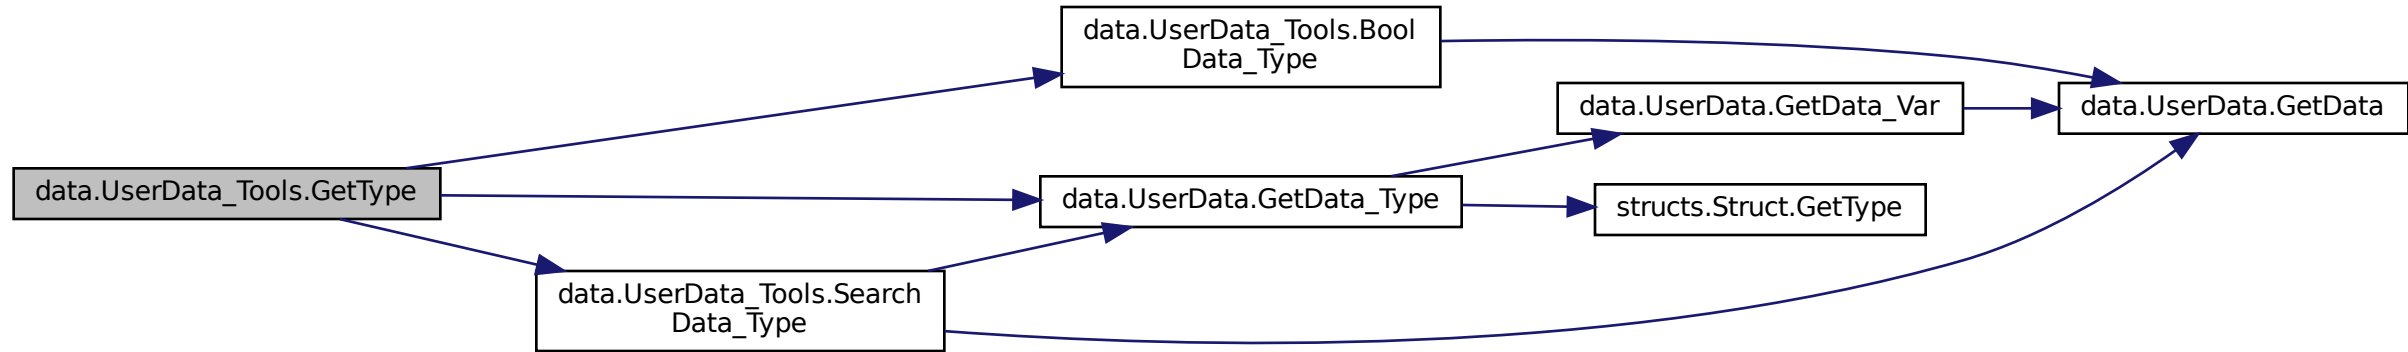 data.UserData_Tools.GetType
data.UserData_Tools.Bool
Data_Type
data.UserData.GetData_Type
data.UserData_Tools.Search
Data_Type
data.UserData.GetData_Var
structs.Struct.GetType
data.UserData.GetData